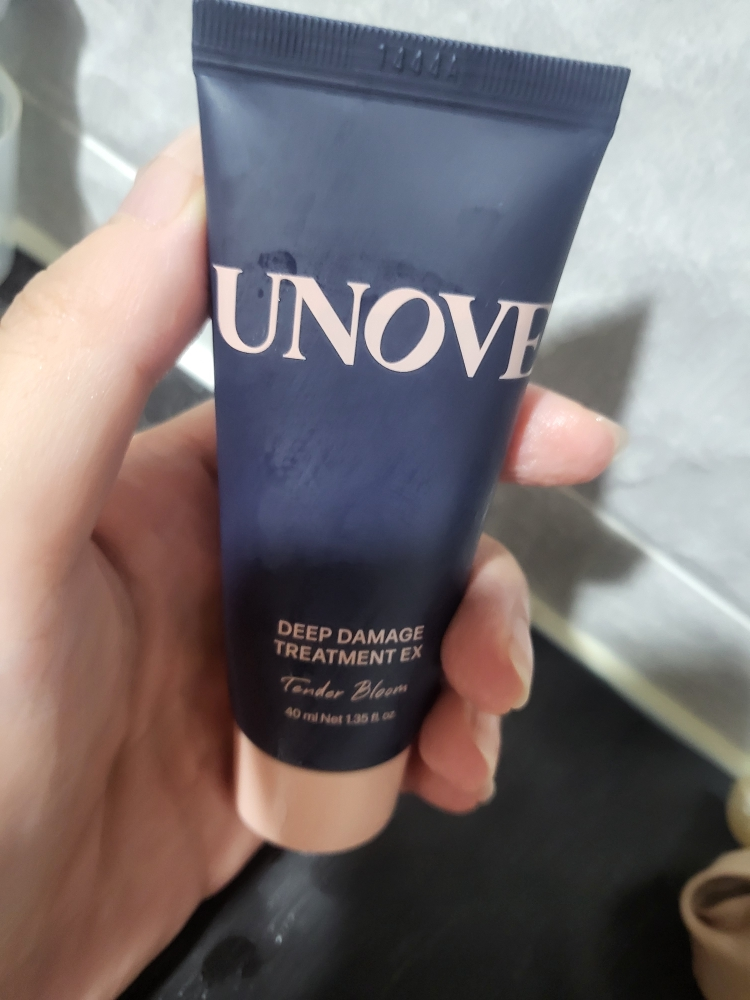 UNOVE
DEEP DAMAGE
TREATMENT EX
Tender Bloom
40 ml Net 1.35 fl. oz